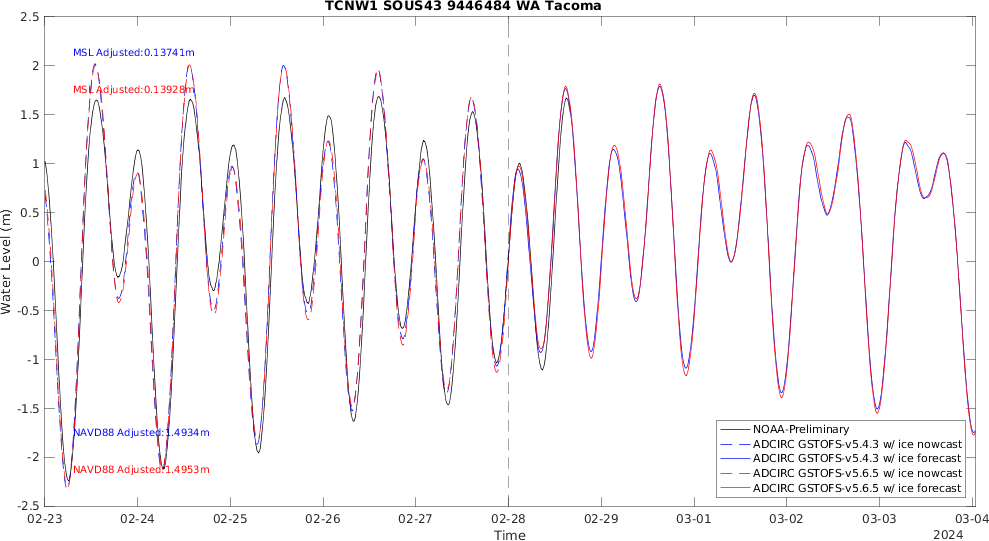 TCNW1 SOUS43 9446484 WA Tacoma
2.5
2
1.5
1
0.5
0
-0.5
-1
-1.5
-2
-2.5
Water Level (m)
MSL Adjusted:0.13741m
MSL Adjusted:0.13928m
NAVD88 Adjusted:1.4934m
NAVD88 Adjusted:1.4953m
NOAA-Preliminary
ADCIRC GSTOFS-v5.4.3 w/ ice nowcast
ADCIRC GSTOFS-v5.4.3 w/ ice forecast
ADCIRC GSTOFS-v5.6.5 w/ ice nowcast
ADCIRC GSTOFS-v5.6.5 w/ ice forecast
02-23 02-24 02-25 02-26 02-27 02-28 02-29 03-01 03-02 03-03 03-04
Time
2024